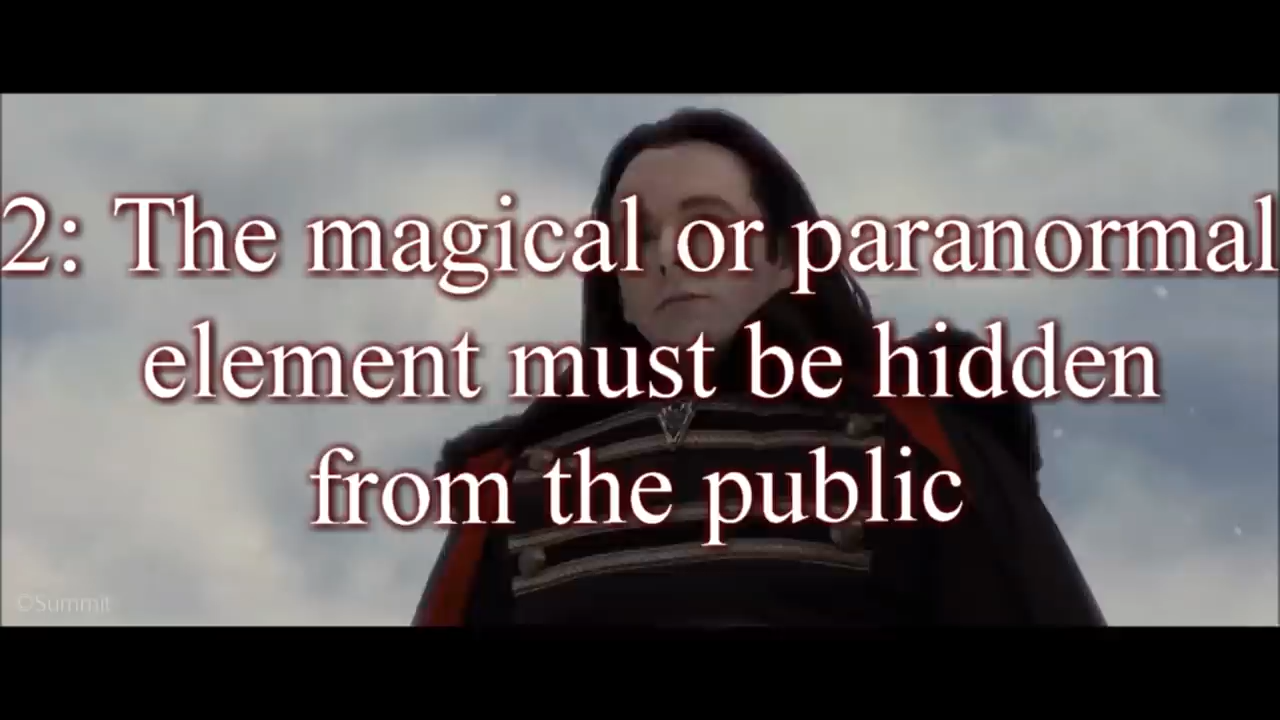 2: The magical or paranormal
element must be hidden
from the public
©Summit